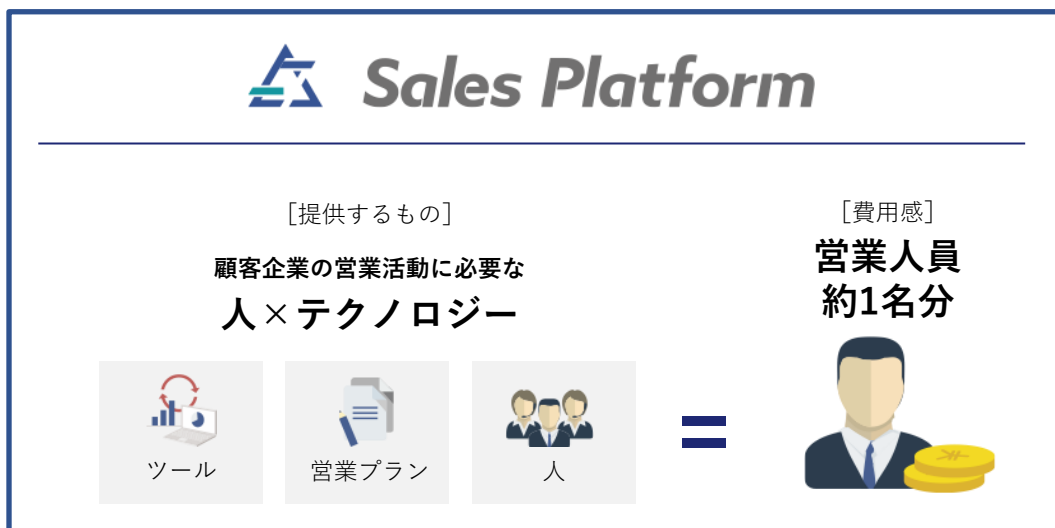 Sales Platform
［提供するもの］
顧客企業の営業活動に必要な
人×テクノロジー
ツール
営業プラン
人
=
［費用感］
営業人員
約1名分
¥